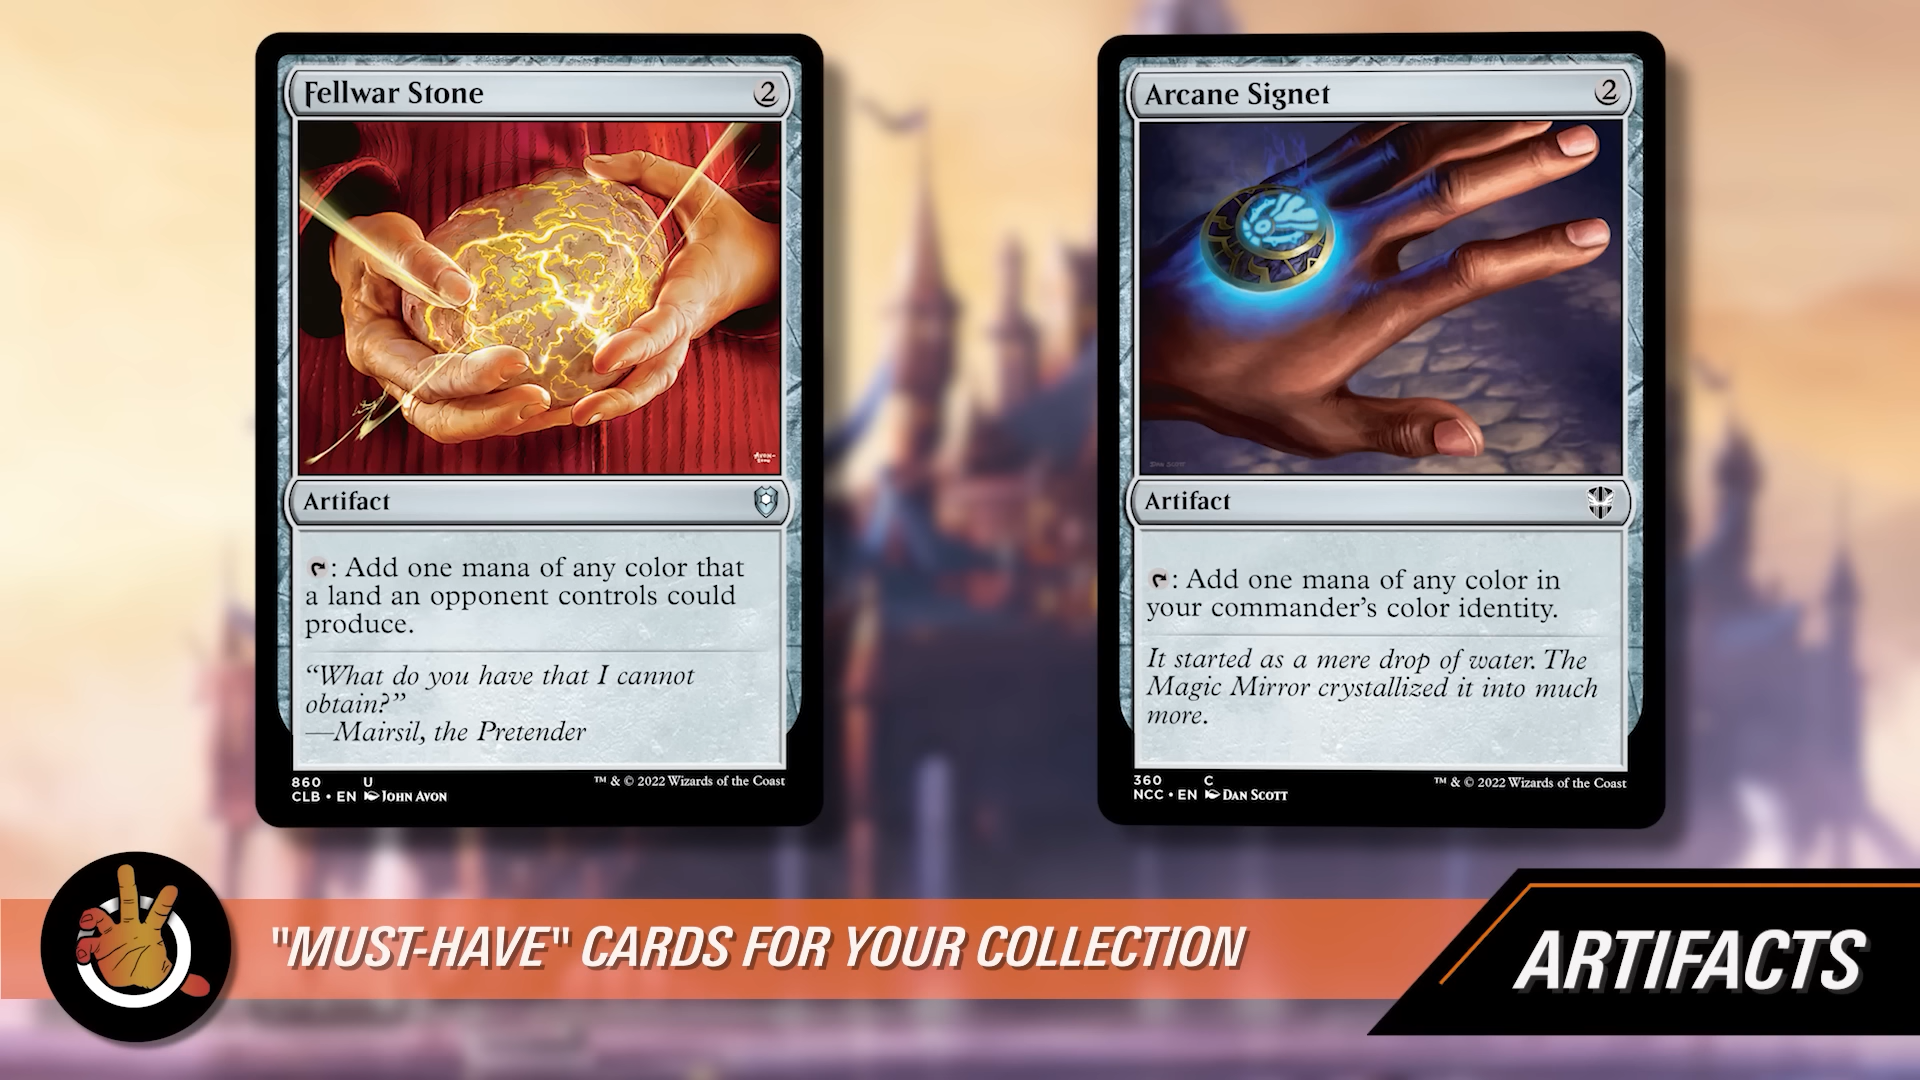 Fellwar Stone
2
Artifact
: Add one mana of any color that
a land an opponent controls could
produce.
“What do you have that I cannot
obtain?”
—Mairsil, the Pretender
860 U
CLB • EN JOHN AVON
™ & © 2022 Wizards of the Coast
Arcane Signet
2
Artifact
: Add one mana of any color in
your commander’s color identity.
It started as a mere drop of water. The
Magic Mirror crystallized it into much
more.
360 C
NCC • EN DAN SCOTT
™ & © 2022 Wizards of the Coast
"MUST-HAVE" CARDS FOR YOUR COLLECTION
ARTIFACTS